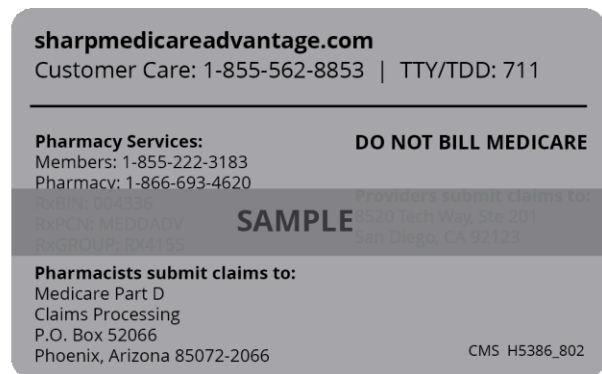 sharpmedicareadvantage.com
Customer Care: 1-855-562-8853 | TTY/TDD: 711
Pharmacy Services:
Members: 1-855-222-3183
Pharmacy: 1-866-693-4620
RxBIN: 004336
RxPCN: MEDDADV
RxGROUP: RX4155
DO NOT BILL MEDICARE
Providers submit claims to:
8520 Tech Way, Ste 201
San Diego, CA 92123
SAMPLE
Pharmacists submit claims to:
Medicare Part D
Claims Processing
P.O. Box 52066
Phoenix, Arizona 85072-2066
CMS H5386_802